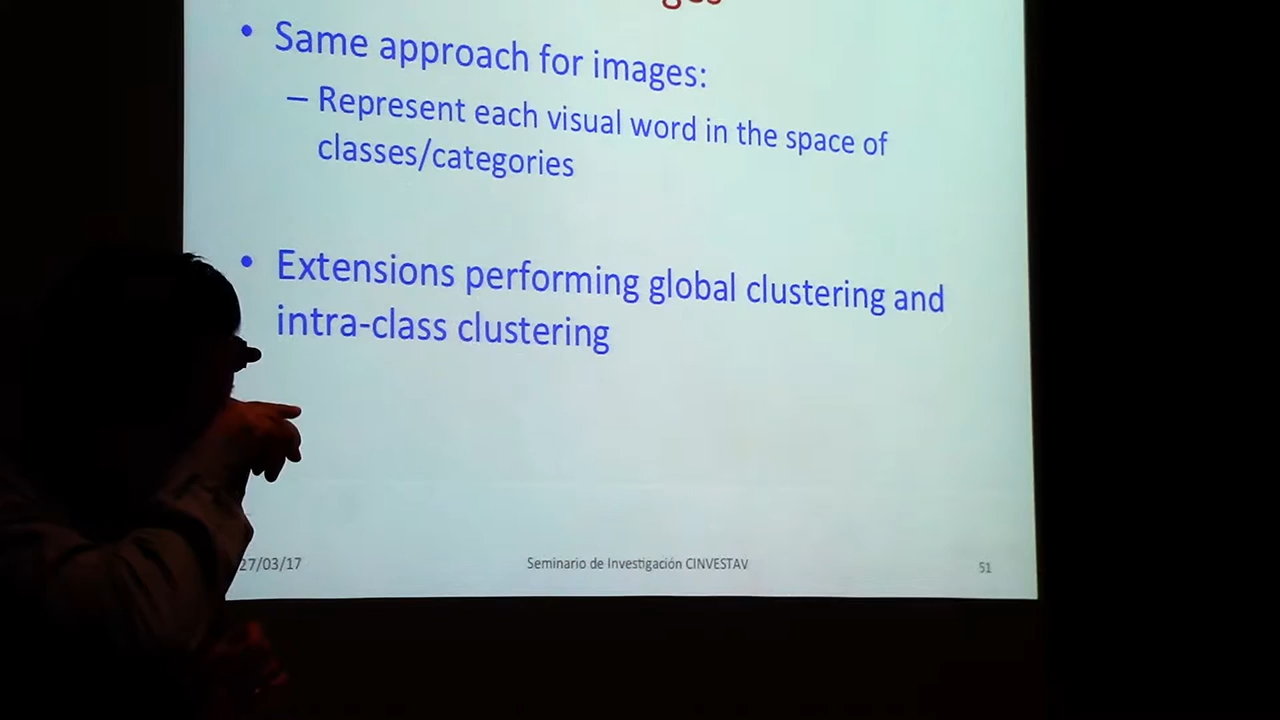 • Same approach for images:
– Represent each visual word in the space of
classes/categories
• Extensions performing global clustering and
intra-class clustering
27/03/17
Seminario de Investigación CINVESTAV
51